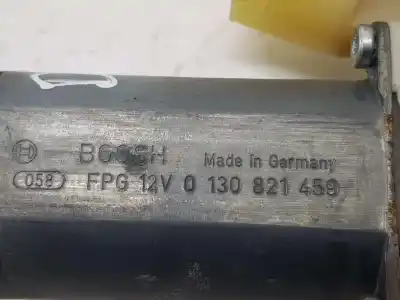 BOSCH Made in Germany
058 FPG 12V 0 130 821 459